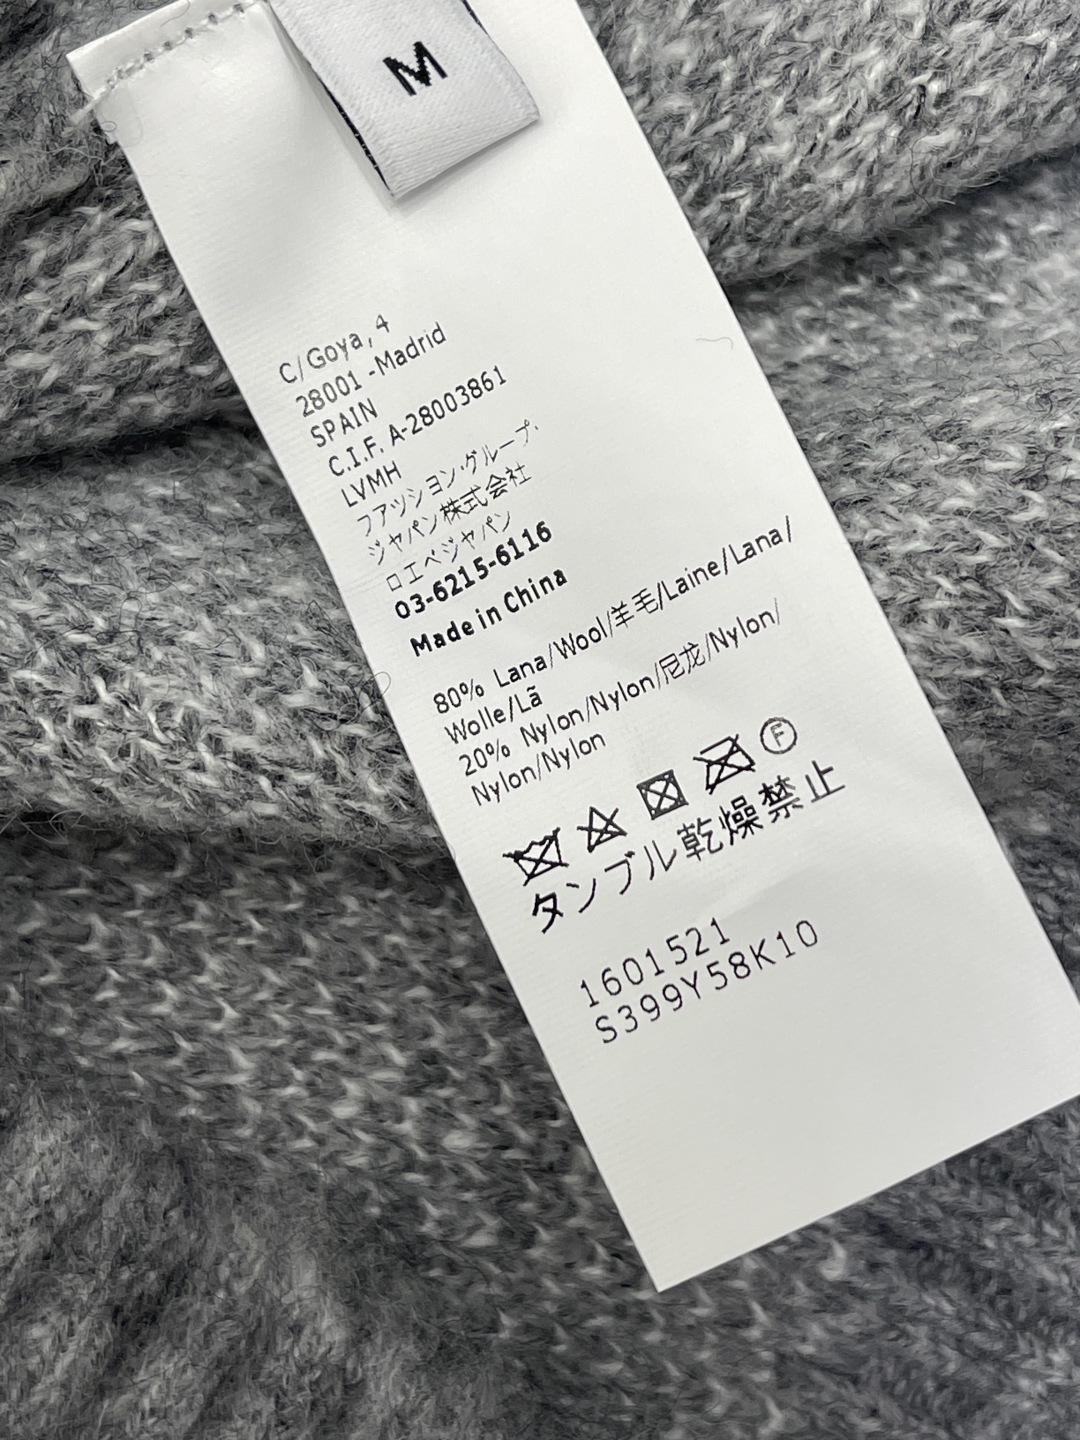 M
C/Goya, 4
28001 -Madrid
SPAIN
C.I.F. A-28003861
LVMH
ファッション·グループ·
ジャパン株式会社
ロエベジャパン
03-6215-6116
Made in China
80% Lana/Wool/羊毛/Laine/Lana/
Wolle/Lã
20% Nylon/Nylon/尼龙/Nylon/
Nylon/Nylon
F
タンブル乾燥禁止
1601521
S399Y58K10